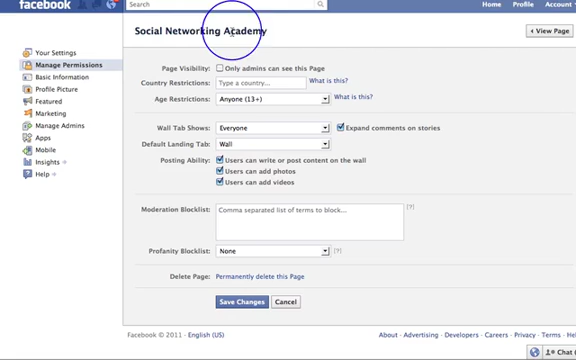 facebook Search Home Profile Account
Social Networking Academy View Page
Your Settings
Manage Permissions
Basic Information
Profile Picture
Featured
Marketing
Manage Admins
Apps
Mobile
Insights
Help
Page Visibility: Only admins can see this Page
Country Restrictions: Type a country... What is this?
Age Restrictions: Anyone (13+) What is this?
Wall Tab Shows: Everyone Expand comments on stories
Default Landing Tab: Wall
Posting Ability: Users can write or post content on the wall
Users can add photos
Users can add videos
Moderation Blocklist: Comma separated list of terms to block... [?]
Profanity Blocklist: None [?]
Delete Page: Permanently delete this Page
Save Changes Cancel
Facebook © 2011 · English (US) About · Advertising · Developers · Careers · Privacy · Terms ·
Chat